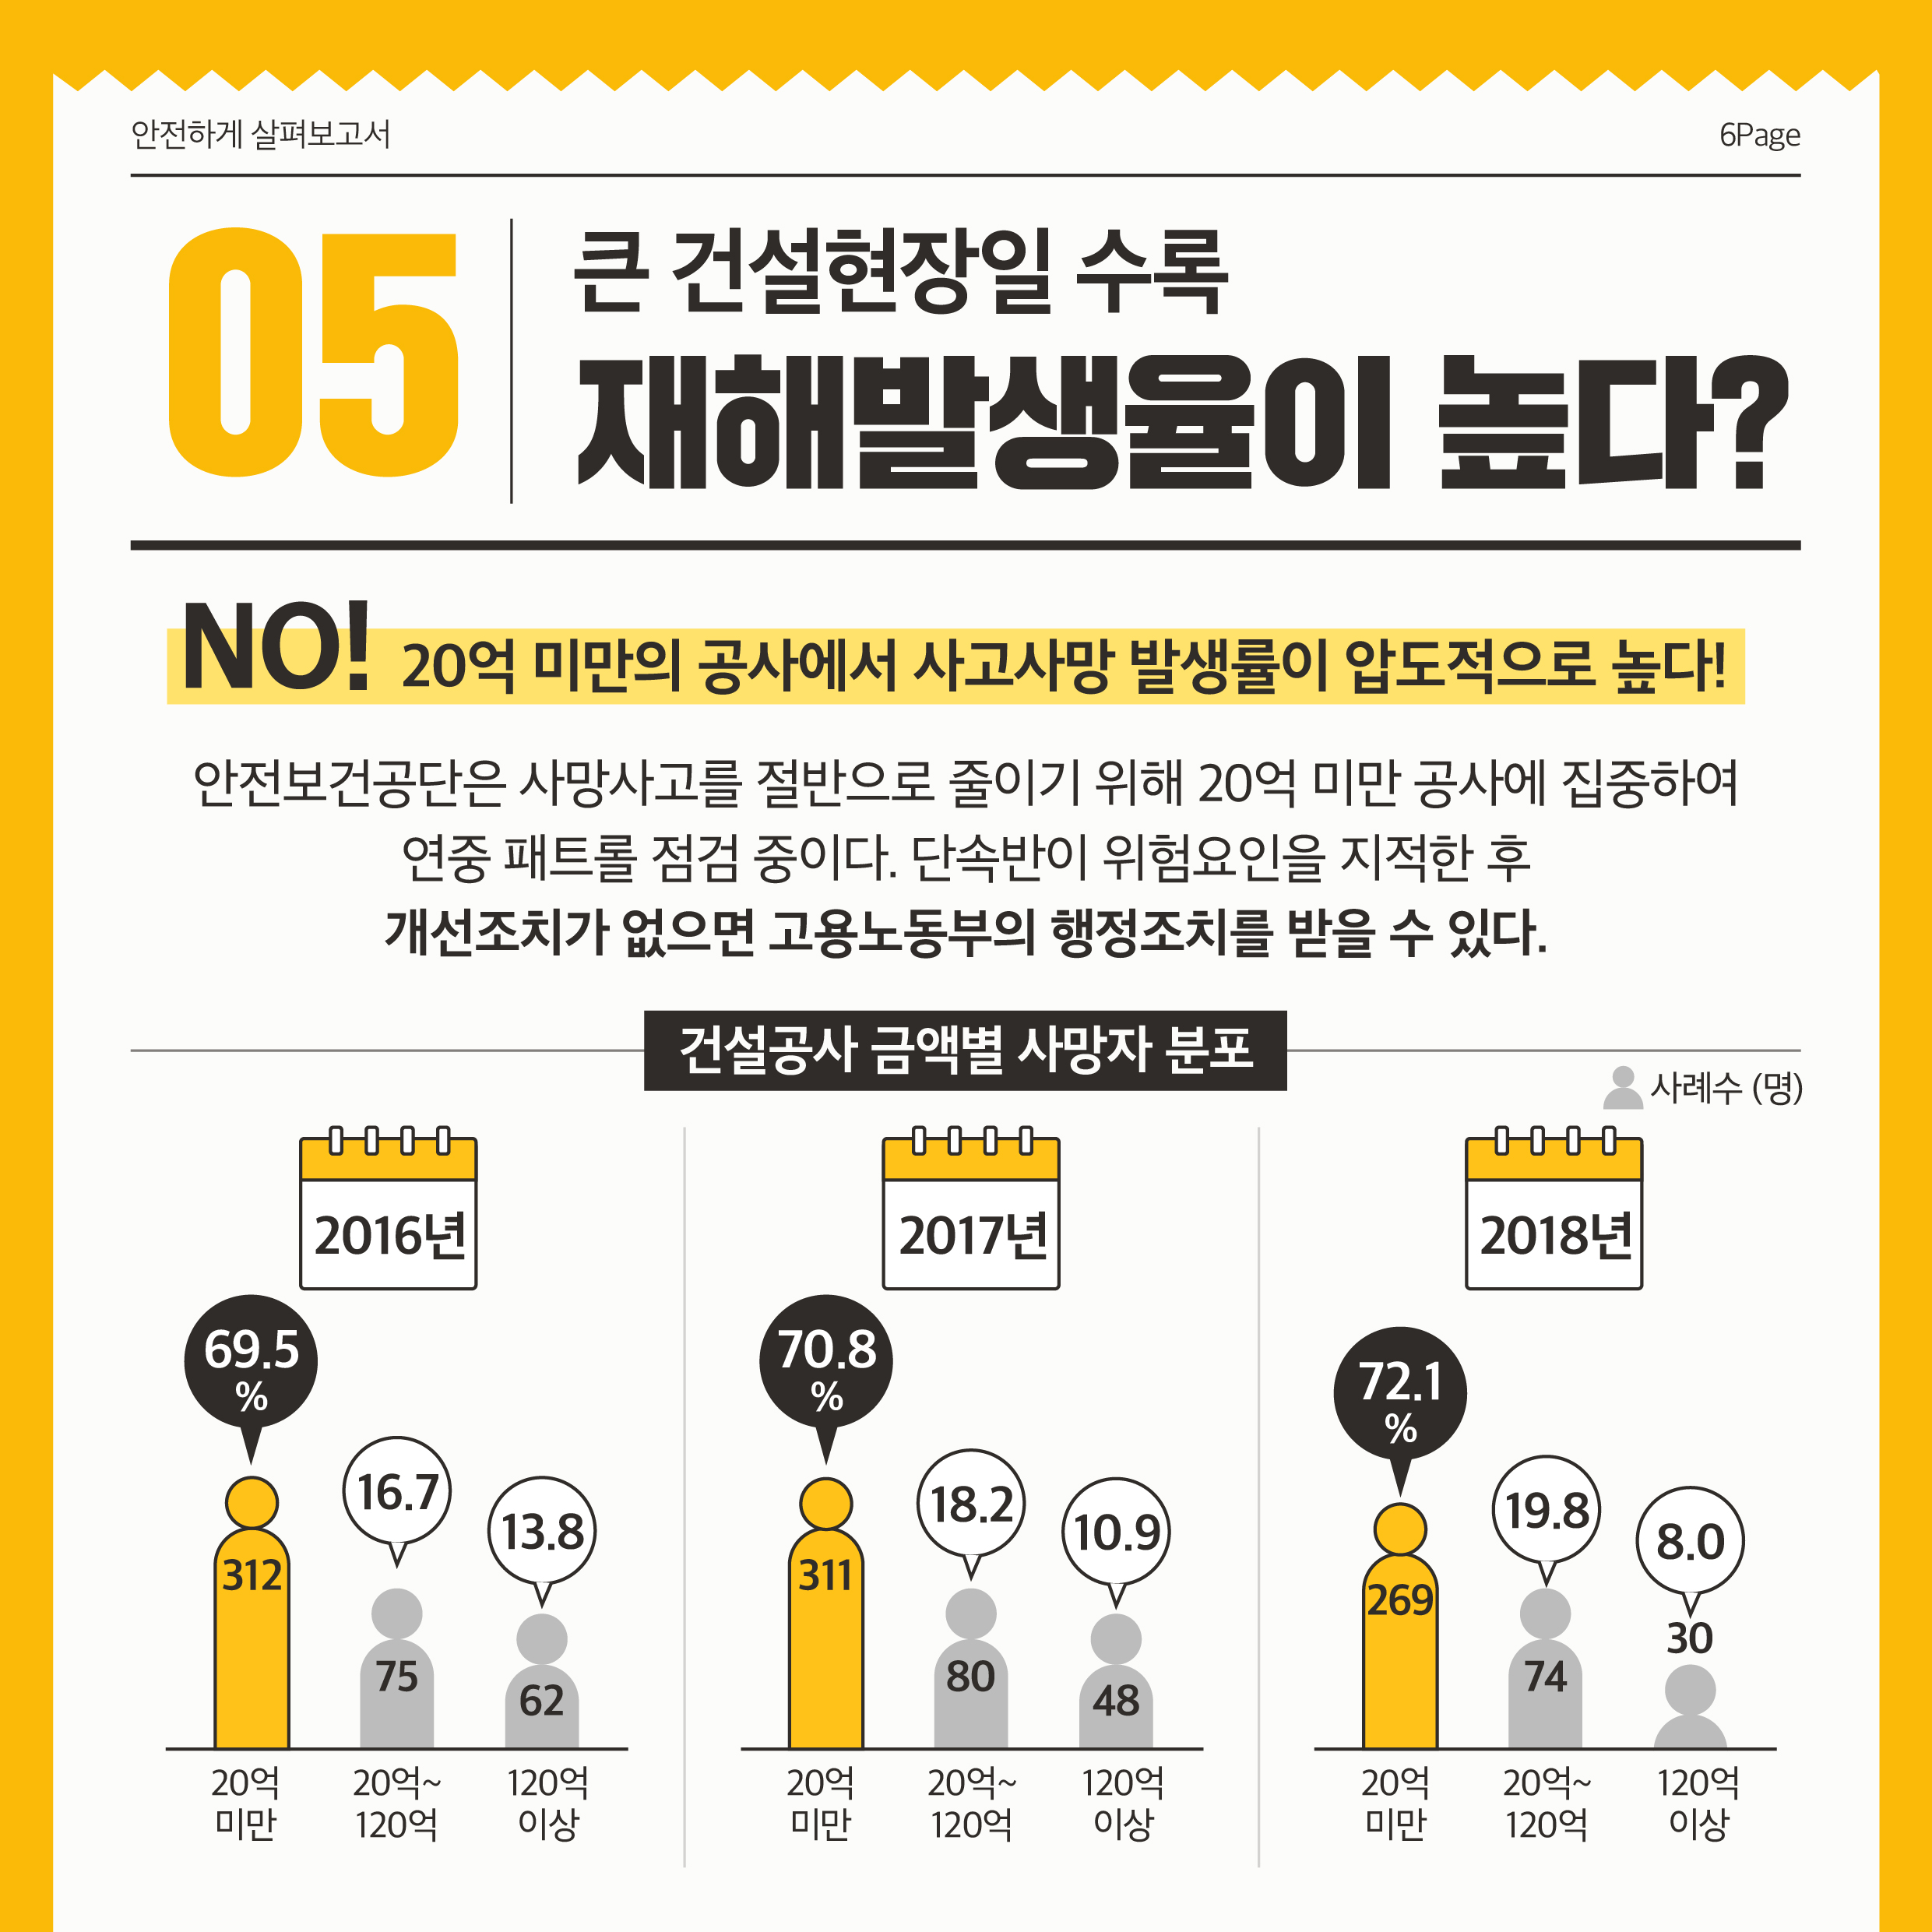 안전하게 살펴보고서
6Page
05
큰 건설현장일 수록
재해발생율이 높다?
NO! 20억 미만의 공사에서 사고사망 발생률이 압도적으로 높다!
안전보건공단은 사망사고를 절반으로 줄이기 위해 20억 미만 공사에 집중하여
연중 패트롤 점검 중이다. 단속반이 위험요인을 지적한 후
개선조치가 없으면 고용노동부의 행정조치를 받을 수 있다.
건설공사 금액별 사망자 분포
사례수 (명)
2016년
69.5
%
16.7
13.8
312
75
62
20억
미만
20억~
120억
120억
이상
2017년
70.8
%
18.2
10.9
311
80
48
20억
미만
20억~
120억
120억
이상
2018년
72.1
%
19.8
8.0
269
74
30
20억
미만
20억~
120억
120억
이상